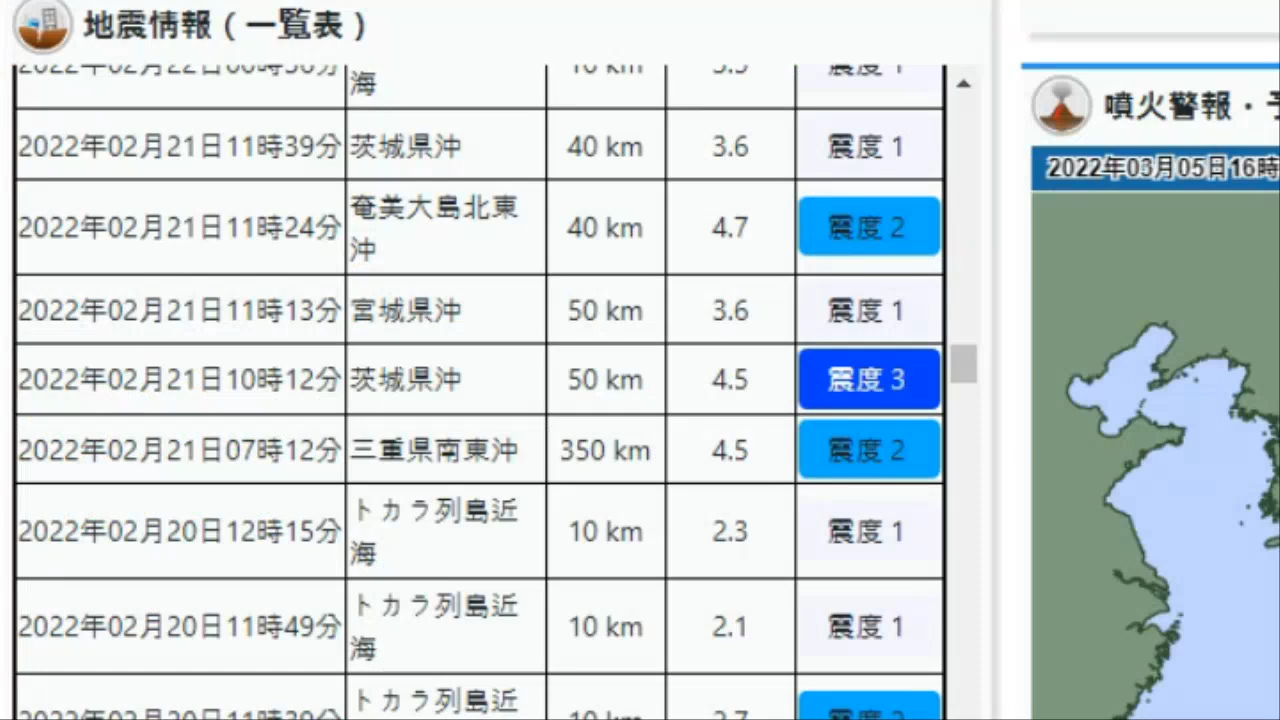 地震情報（一覧表）
海
2022年02月21日11時39分 茨城県沖 40 km 3.6 震度１
2022年02月21日11時24分 奄美大島北東沖 40 km 4.7 震度２
2022年02月21日11時13分 宮城県沖 50 km 3.6 震度１
2022年02月21日10時12分 茨城県沖 50 km 4.5 震度３
2022年02月21日07時12分 三重県南東沖 350 km 4.5 震度２
2022年02月20日12時15分 トカラ列島近海 10 km 2.3 震度１
2022年02月20日11時49分 トカラ列島近海 10 km 2.1 震度１
トカラ列島近
噴火警報・
2022年03月05日16時